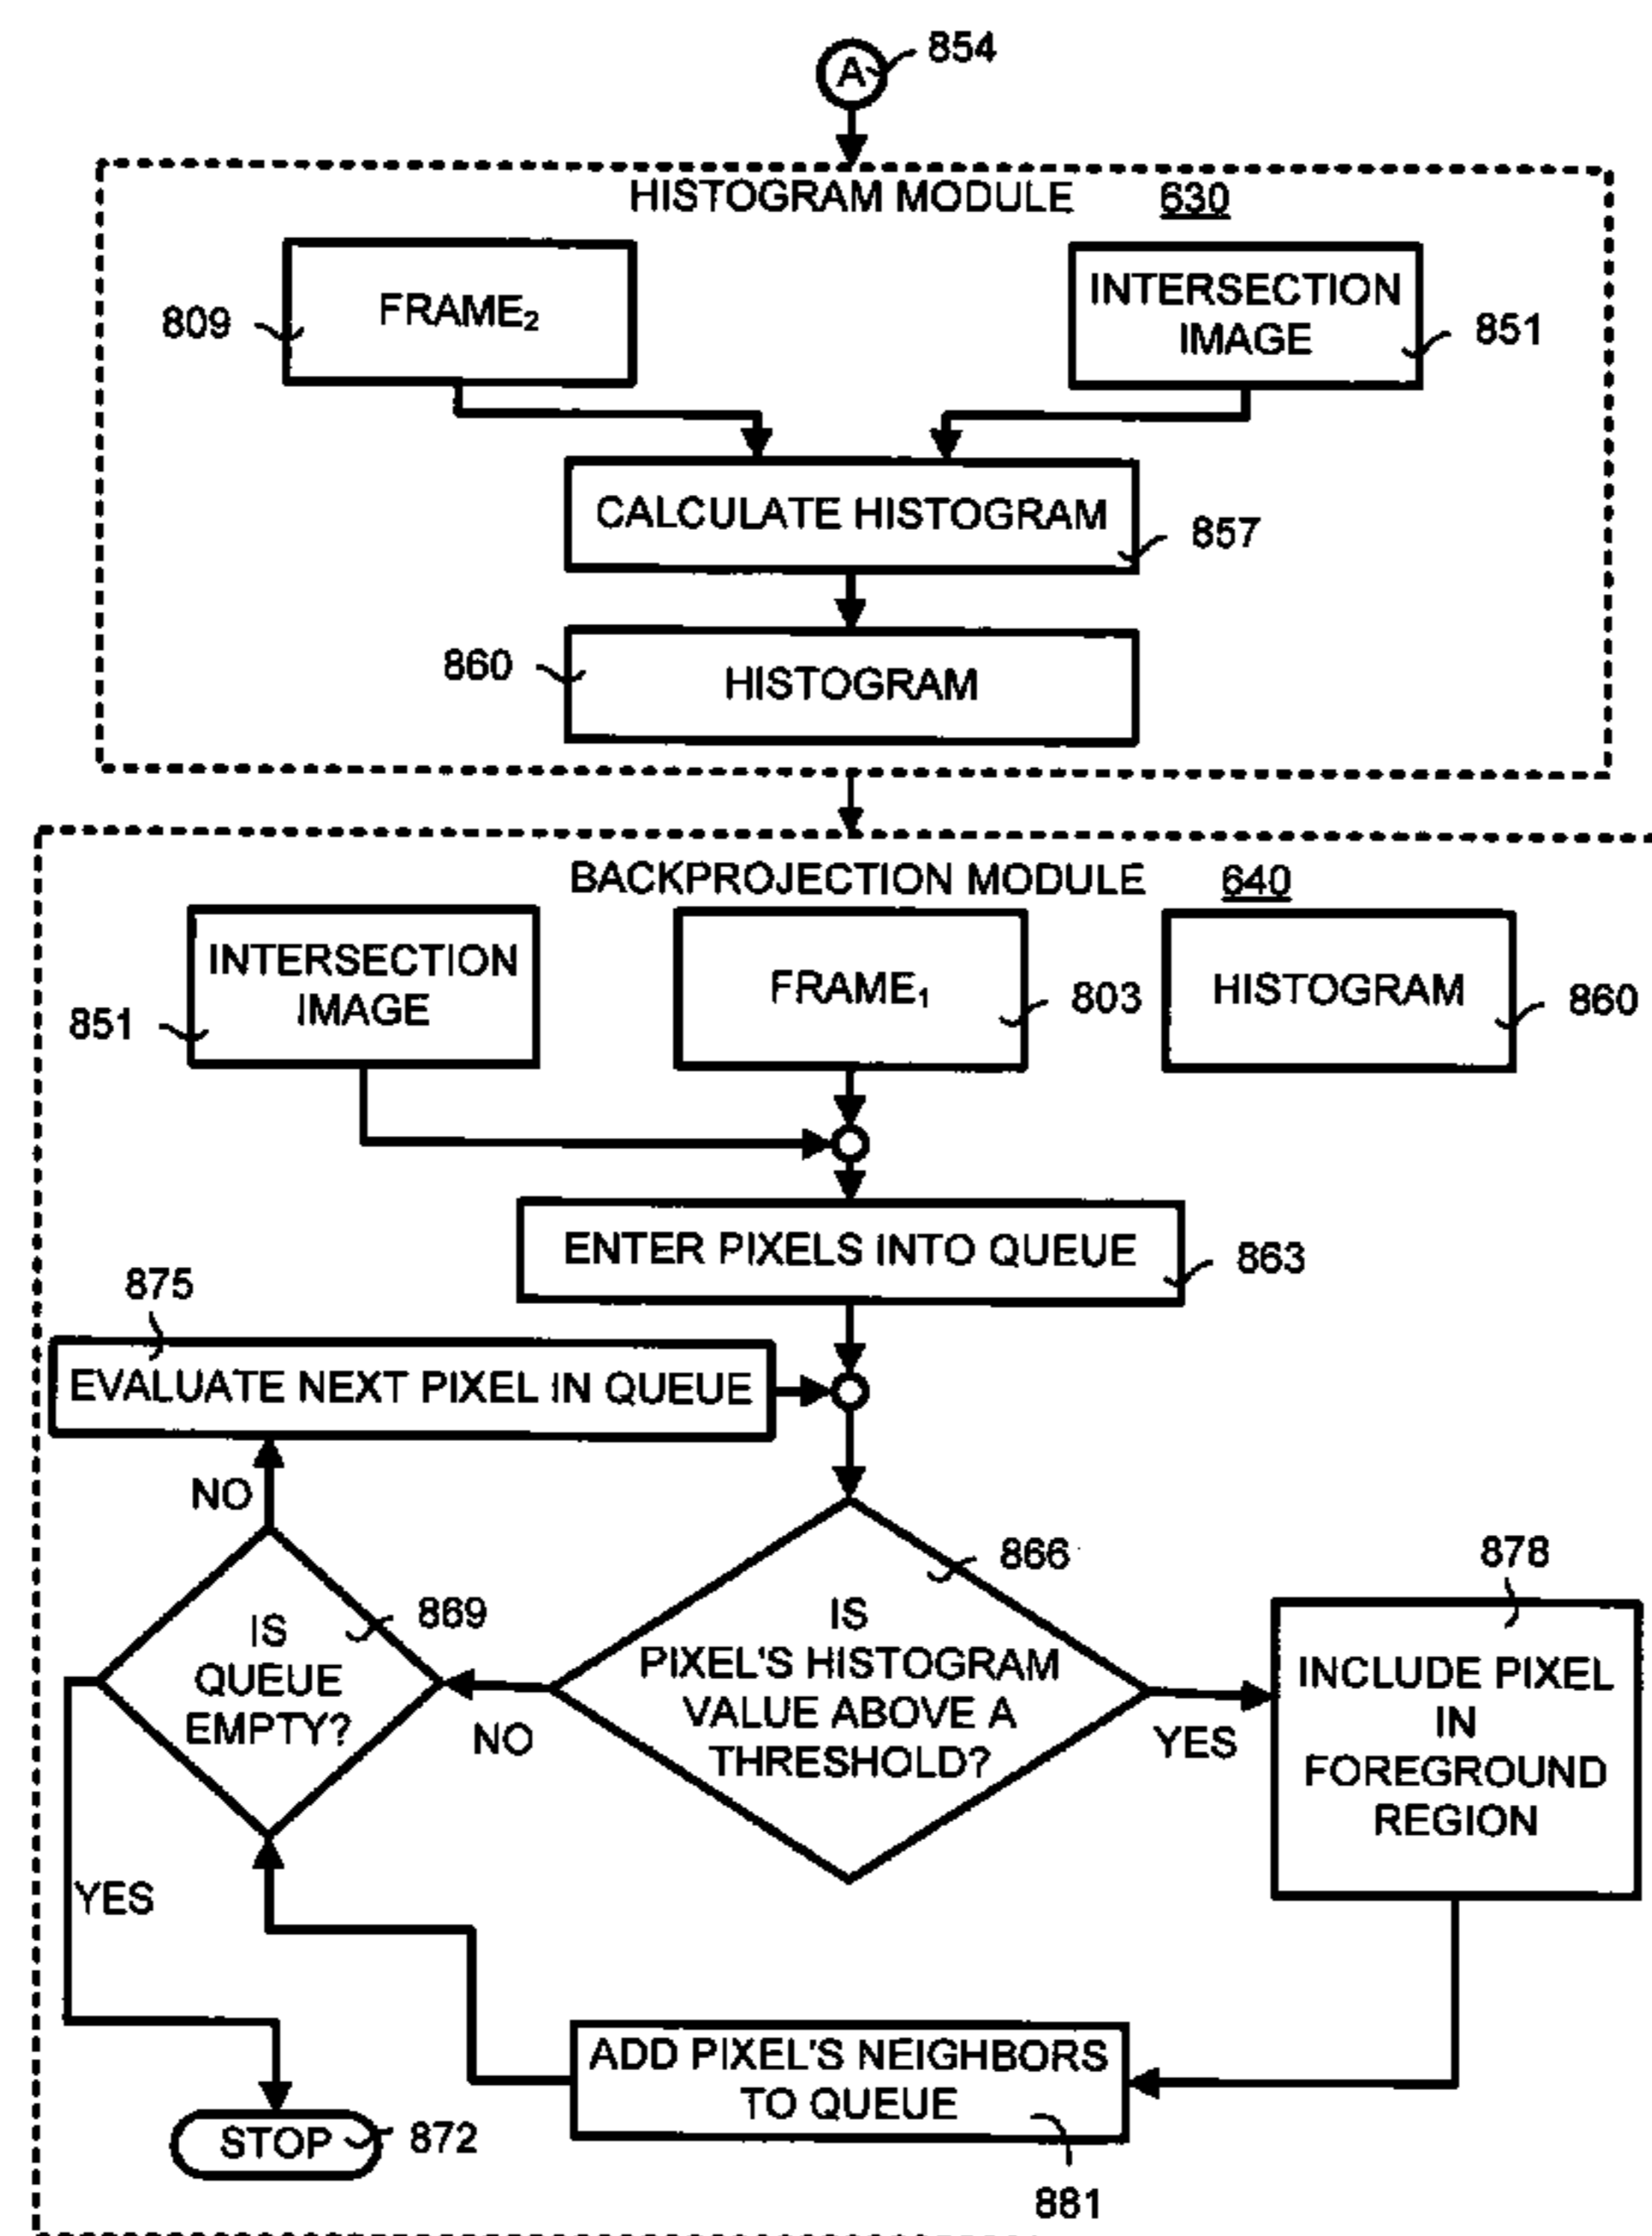 A
854
HISTOGRAM MODULE 630
FRAME₂
809
INTERSECTION
IMAGE
851
CALCULATE HISTOGRAM
857
860
HISTOGRAM
BACKPROJECTION MODULE 640
INTERSECTION
IMAGE
851
FRAME₁
803
HISTOGRAM
860
ENTER PIXELS INTO QUEUE
863
875
EVALUATE NEXT PIXEL IN QUEUE
NO
866
IS
PIXEL'S HISTOGRAM
VALUE ABOVE A
THRESHOLD?
869
IS
QUEUE
EMPTY?
NO
YES
878
INCLUDE PIXEL
IN
FOREGROUND
REGION
YES
ADD PIXEL'S NEIGHBORS
TO QUEUE
881
STOP
872